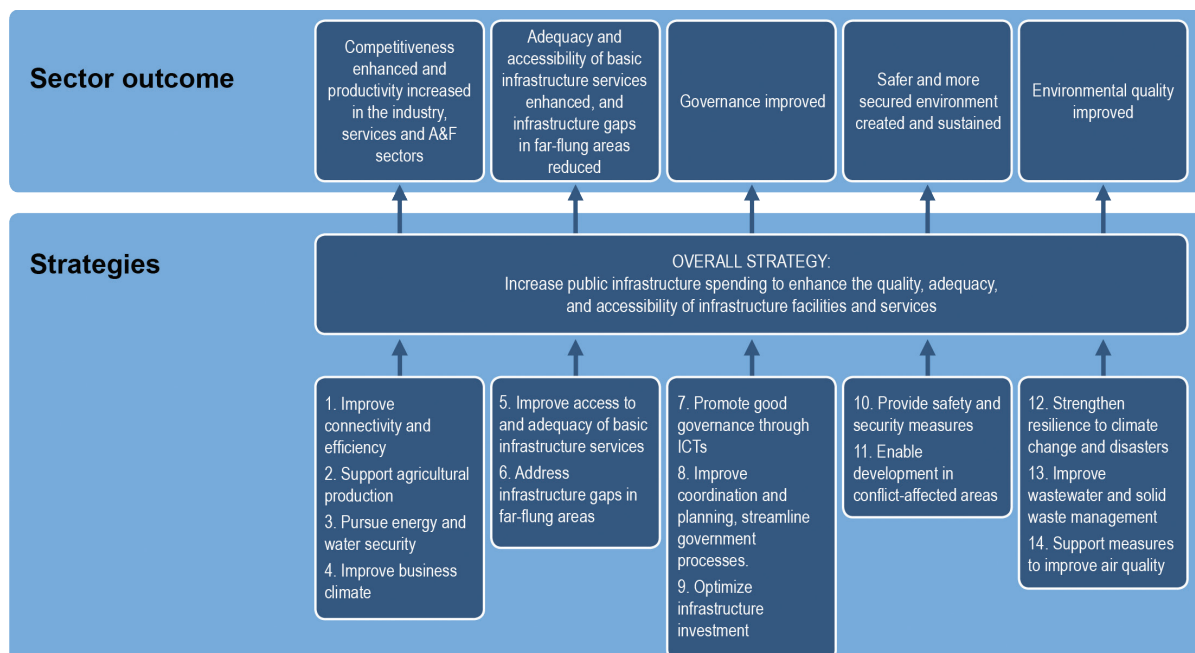 Sector outcome
Competitiveness
enhanced and
productivity increased
in the industry,
services and A&F
sectors
Adequacy and
accessibility of basic
infrastructure services
enhanced, and
infrastructure gaps
in far-flung areas
reduced
Governance improved
Safer and more
secured environment
created and sustained
Environmental quality
improved
Strategies
OVERALL STRATEGY:
Increase public infrastructure spending to enhance the quality, adequacy,
and accessibility of infrastructure facilities and services
1. Improve
connectivity and
efficiency
2. Support agricultural
production
3. Pursue energy and
water security
4. Improve business
climate
5. Improve access to
and adequacy of basic
infrastructure services
6. Address
infrastructure gaps in
far-flung areas
7. Promote good
governance through
ICTs
8. Improve
coordination and
planning, streamline
government
processes.
9. Optimize
infrastructure
investment
10. Provide safety and
security measures
11. Enable
development in
conflict-affected areas
12. Strengthen
resilience to climate
change and disasters
13. Improve
wastewater and solid
waste management
14. Support measures
to improve air quality